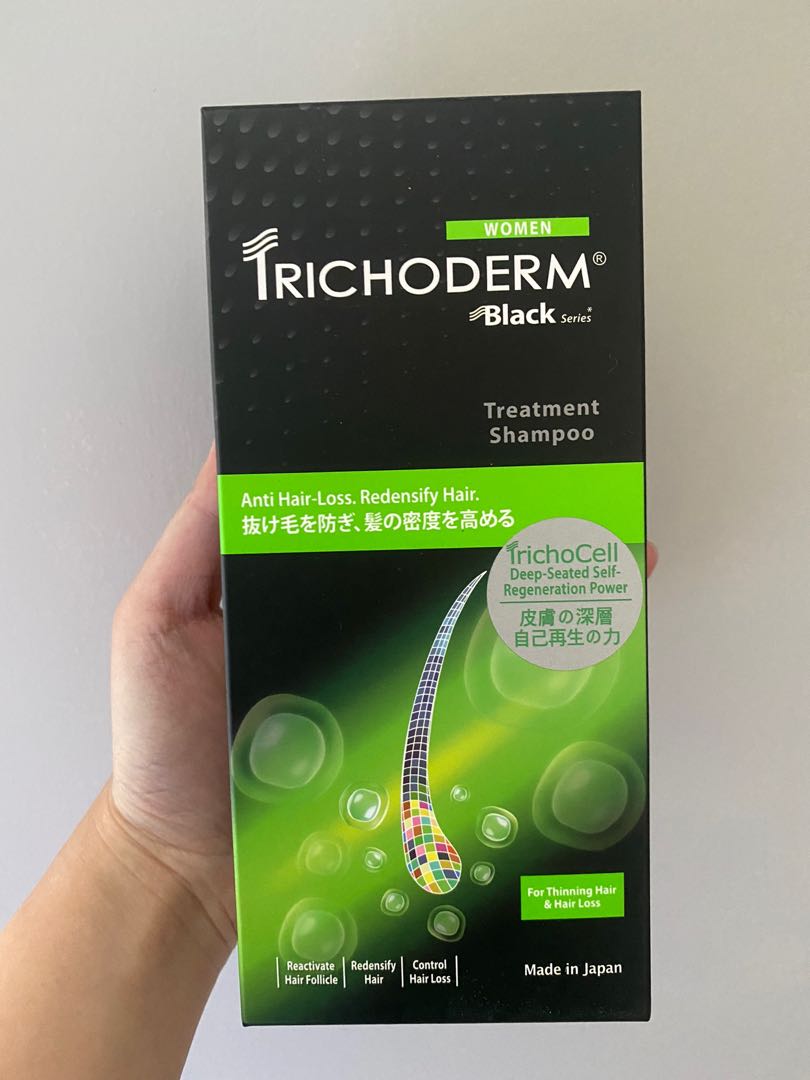 WOMEN
TRICHODERM®
Black Series*
Treatment
Shampoo
Anti Hair-Loss. Redensify Hair.
抜け毛を防ぎ、髪の密度を高める
TrichoCell
Deep-Seated Self-
Regeneration Power
皮膚の深層
自己再生の力
For Thinning Hair
& Hair Loss
Reactivate
Hair Follicle
Redensify
Hair
Control
Hair Loss
Made in Japan